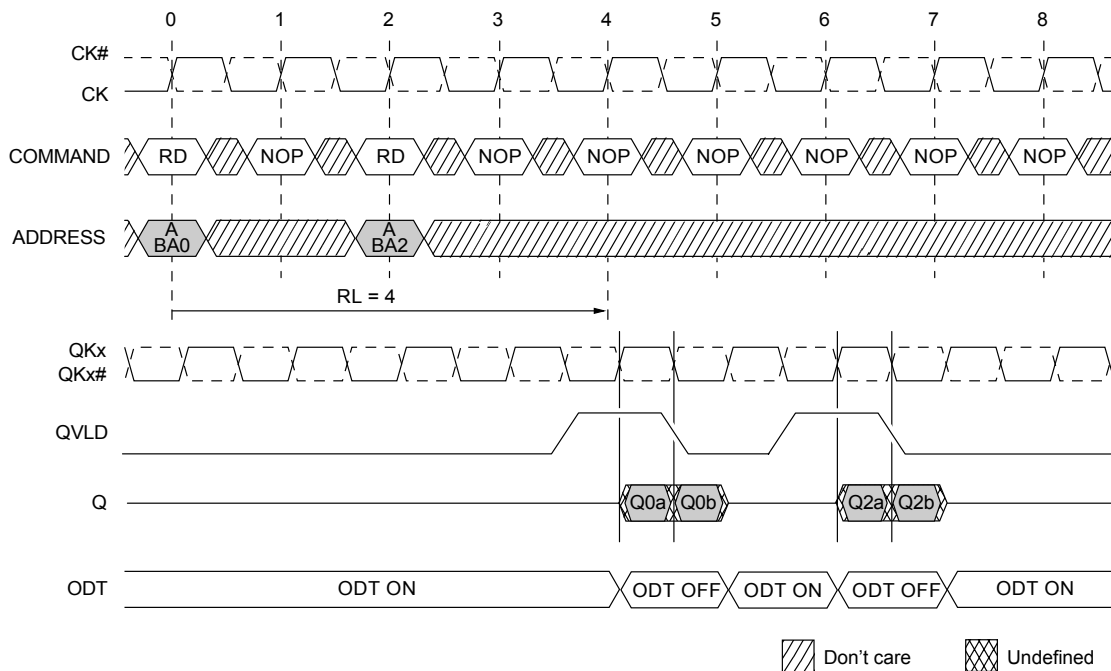 0 1 2 3 4 5 6 7 8
CK#
CK
COMMAND RD NOP RD NOP NOP NOP NOP NOP NOP
ADDRESS A BA0 A BA2
RL = 4
QKx
QKx#
QVLD
Q Q0a Q0b Q2a Q2b
ODT ODT ON ODT OFF ODT ON ODT OFF ODT ON
Don't care Undefined